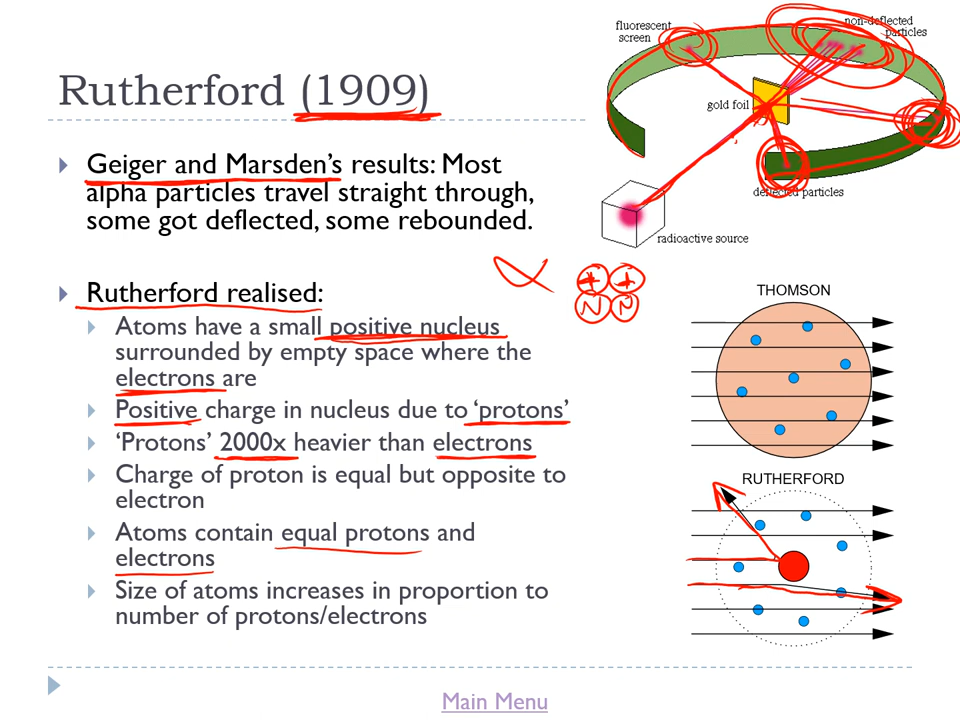 Rutherford (1909)
fluorescent
screen
non-deflected
particles
gold foil
deflected particles
radioactive source
Geiger and Marsden's results: Most
alpha particles travel straight through,
some got deflected, some rebounded.
Rutherford realised:
Atoms have a small positive nucleus
surrounded by empty space where the
electrons are
Positive charge in nucleus due to 'protons'
'Protons' 2000x heavier than electrons
Charge of proton is equal but opposite to
electron
Atoms contain equal protons and
electrons
Size of atoms increases in proportion to
number of protons/electrons
α
+ +
THOMSON
RUTHERFORD
Main Menu